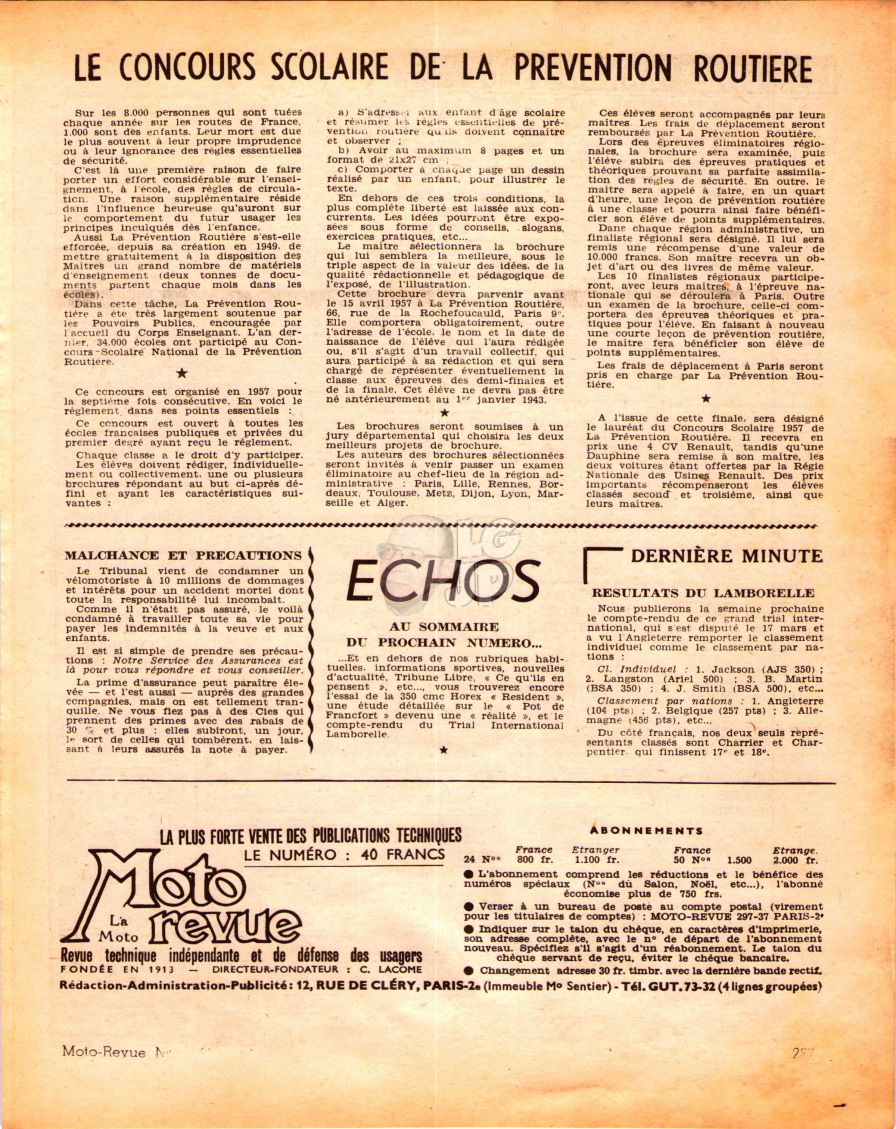 LE CONCOURS SCOLAIRE DE LA PREVENTION ROUTIERE
Sur les 8.000 personnes qui sont tuées
chaque année sur les routes de France,
1.000 sont des enfants. Leur mort est due
le plus souvent à leur propre imprudence
ou à leur ignorance des règles essentielles
de sécurité.
C'est là une première raison de faire
porter un effort considérable sur l'ensei-
gnement, à l'école, des règles de circula-
tion. Une raison supplémentaire réside
dans l'influence heureuse qu'auront sur
le comportement du futur usager les
principes inculqués dès l'enfance.
Aussi La Prévention Routière s'est-elle
efforcée, depuis sa création en 1949, de
mettre gratuitement à la disposition des
Maîtres un grand nombre de matériels
d'enseignement (deux tonnes de docu-
ments partent chaque mois dans les
écoles).
Dans cette tâche, La Prévention Rou-
tière a été très largement soutenue par
les Pouvoirs Publics, encouragée par
l'accueil du Corps Enseignant. L'an der-
nier, 34.000 écoles ont participé au Con-
cours-Scolaire National de la Prévention
Routière.
★
Ce concours est organisé en 1957 pour
la septième fois consécutive. En voici le
règlement dans ses points essentiels :
Ce concours est ouvert à toutes les
écoles françaises publiques et privées du
premier degré ayant reçu le règlement.
Chaque classe a le droit d'y participer.
Les élèves doivent rédiger, individuelle-
ment ou collectivement, une ou plusieurs
brochures répondant au but ci-après dé-
fini et ayant les caractéristiques sui-
vantes :
a) S'adresser aux enfant d'âge scolaire
et résumer les règles essentielles de pré-
vention routière qu'ils doivent connaître
et observer ;
b) Avoir au maximum 8 pages et un
format de 21x27 cm ;
c) Comporter à chaque page un dessin
réalisé par un enfant, pour illustrer le
texte.
En dehors de ces trois conditions, la
plus complète liberté est laissée aux con-
currents. Les idées pourront être expo-
sées sous forme de conseils, slogans,
exercices pratiques, etc...
Le maître sélectionnera la brochure
qui lui semblera la meilleure, sous le
triple aspect de la valeur des idées, de la
qualité rédactionnelle et pédagogique de
l'exposé, de l'illustration.
Cette brochure devra parvenir avant
le 15 avril 1957 à La Prévention Routière,
66, rue de la Rochefoucauld, Paris 9e.
Elle comportera obligatoirement, outre
l'adresse de l'école, le nom et la date de
naissance de l'élève qui l'aura rédigée
ou, s'il s'agit d'un travail collectif, qui
aura participé à sa rédaction et qui sera
chargé de représenter éventuellement la
classe aux épreuves des demi-finales et
de la finale. Cet élève ne devra pas être
né antérieurement au 1er janvier 1943.
★
Les brochures seront soumises à un
jury départemental qui choisira les deux
meilleurs projets de brochure.
Les auteurs des brochures sélectionnées
seront invités à venir passer un examen
éliminatoire au chef-lieu de la région ad-
ministrative : Paris, Lille, Rennes, Bor-
deaux, Toulouse, Metz, Dijon, Lyon, Mar-
seille et Alger.
Ces élèves seront accompagnés par leurs
maîtres. Les frais de déplacement seront
remboursés par La Prévention Routière.
Lors des épreuves éliminatoires régio-
nales, la brochure sera examinée, puis
l'élève subira des épreuves pratiques et
théoriques prouvant sa parfaite assimila-
tion des règles de sécurité. En outre, le
maître sera appelé à faire, en un quart
d'heure, une leçon de prévention routière
à une classe et pourra ainsi faire bénéfi-
cier son élève de points supplémentaires.
Dans chaque région administrative, un
finaliste régional sera désigné. Il lui sera
remis une récompense d'une valeur de
10.000 francs. Son maître recevra un ob-
jet d'art ou des livres de même valeur.
Les 10 finalistes régionaux participe-
ront, avec leurs maîtres, à l'épreuve na-
tionale qui se déroulera à Paris. Outre
un examen de la brochure, celle-ci com-
portera des épreuves théoriques et pra-
tiques pour l'élève. En faisant à nouveau
une courte leçon de prévention routière,
le maître fera bénéficier son élève de
points supplémentaires.
Les frais de déplacement à Paris seront
pris en charge par La Prévention Rou-
tière.
★
A l'issue de cette finale, sera désigné
le lauréat du Concours Scolaire 1957 de
La Prévention Routière. Il recevra en
prix une 4 CV Renault, tandis qu'une
Dauphine sera remise à son maître, les
deux voitures étant offertes par la Régie
Nationale des Usines Renault. Des prix
importants récompenseront les élèves
classés second et troisième, ainsi que
leurs maîtres.
MALCHANCE ET PRECAUTIONS
Le Tribunal vient de condamner un
vélomotoriste à 10 millions de dommages
et intérêts pour un accident mortel dont
toute la responsabilité lui incombait.
Comme il n'était pas assuré, le voilà
condamné à travailler toute sa vie pour
payer les indemnités à la veuve et aux
enfants.
Il est si simple de prendre ses précau-
tions : Notre Service des Assurances est
là pour vous répondre et vous conseiller.
La prime d'assurance peut paraître éle-
vée — et l'est aussi — auprès des grandes
compagnies, mais on est tellement tran-
quille. Ne vous fiez pas à des Cies qui
prennent des primes avec des rabais de
30 % et plus : elles subiront, un jour,
le sort de celles qui tombèrent, en lais-
sant à leurs assurés la note à payer.
ECHOS
AU SOMMAIRE
DU PROCHAIN NUMERO...
...Et en dehors de nos rubriques habi-
tuelles, informations sportives, nouvelles
d'actualité, Tribune Libre, « Ce qu'ils en
pensent », etc..., vous trouverez encore
l'essai de la 350 cmc Horex « Resident »,
une étude détaillée sur le « Pot de
Francfort » devenu une « réalité », et le
compte-rendu du Trial International
Lamborelle.
★
DERNIÈRE MINUTE
RESULTATS DU LAMBORELLE
Nous publierons la semaine prochaine
le compte-rendu de ce grand trial inter-
national, qui s'est disputé le 17 mars et
a vu l'Angleterre remporter le classement
individuel comme le classement par na-
tions :
Cl. Individuel : 1. Jackson (AJS 350) ;
2. Langston (Ariel 500) ; 3. B. Martin
(BSA 350) ; 4. J. Smith (BSA 500), etc...
Classement par nations : 1. Angleterre
(104 pts) ; 2. Belgique (257 pts) ; 3. Alle-
magne (456 pts), etc...
Du côté français, nos deux seuls repré-
sentants classés sont Charrier et Char-
pentier, qui finissent 17e et 18e.
LA PLUS FORTE VENTE DES PUBLICATIONS TECHNIQUES
LE NUMÉRO : 40 FRANCS
Moto
revue
La
Moto
Revue technique indépendante et de défense des usagers
FONDÉE EN 1913 — DIRECTEUR-FONDATEUR : C. LACOME
ABONNEMENTS
France Etranger France Etrange.
24 Nos 800 fr. 1.100 fr. 50 Nos 1.500 2.000 fr.
● L'abonnement comprend les réductions et le bénéfice des
numéros spéciaux (Nos du Salon, Noël, etc...), l'abonné
économise plus de 750 frs.
● Verser à un bureau de poste au compte postal (virement
pour les titulaires de comptes) : MOTO-REVUE 297-37 PARIS-2e
● Indiquer sur le talon du chèque, en caractères d'imprimerie,
son adresse complète, avec le no de départ de l'abonnement
nouveau. Spécifiez s'il s'agit d'un réabonnement. Le talon du
chèque servant de reçu, éviter le chèque bancaire.
● Changement adresse 30 fr. timbr. avec la dernière bande rectif.
Rédaction-Administration-Publicité : 12, RUE DE CLÉRY, PARIS-2e (Immeuble Mo Sentier) - Tél. GUT. 73-32 (4 lignes groupées)
Moto-Revue